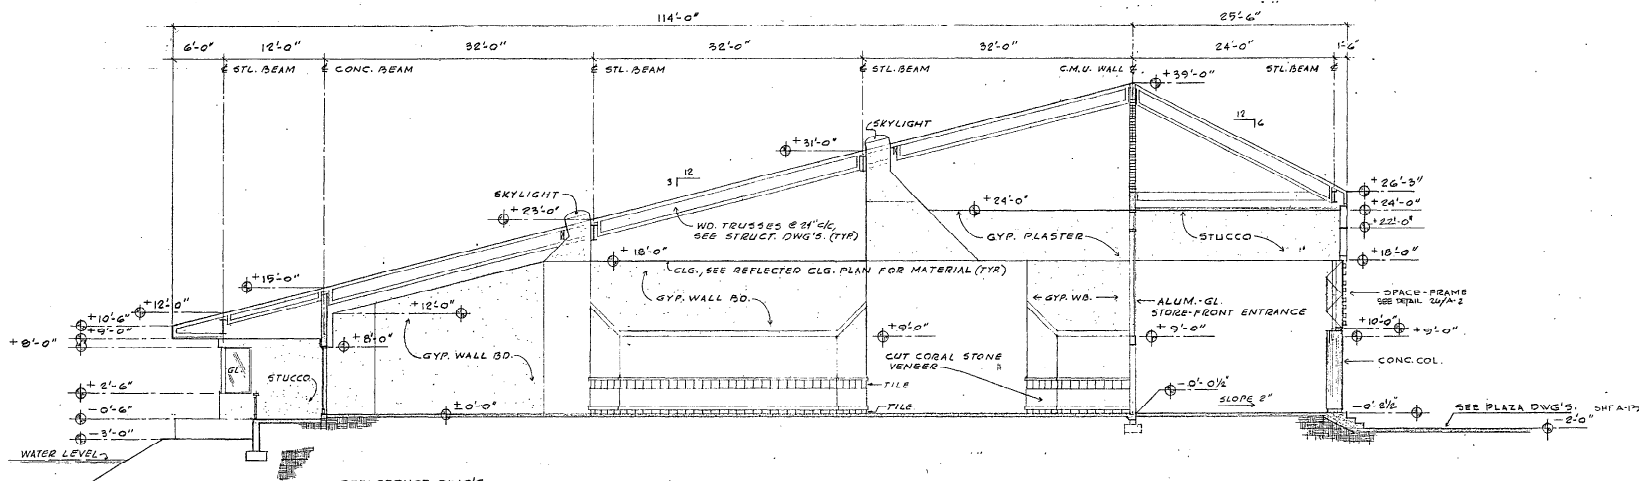 114'-0" 25'-6"
6'-0" 12'-0" 32'-0" 32'-0" 32'-0" 24'-0" 1'-6"
℄ STL. BEAM ℄ CONC. BEAM ℄ STL. BEAM ℄ STL. BEAM C.M.U. WALL ℄ STL. BEAM ℄
+39'-0"
12
6
SKYLIGHT
+31'-0"
12
3
SKYLIGHT
+26'-3"
+23'-0"
+24'-0"
+24'-0"
+22'-0"
WD. TRUSSES @ 24" c/c,
SEE STRUCT. DWG'S. (TYP.)
GYP. PLASTER
STUCCO
+18'-0"
+18'-0"
CLG., SEE REFLECTED CLG. PLAN FOR MATERIAL (TYP.)
+15'-0"
GYP. WALL BD.
GYP. WB.
ALUM.-GL.
STORE-FRONT ENTRANCE
SPACE-FRAME
SEE DETAIL 24/A-2
+12'-0"
+12'-0"
+10'-6"
+9'-0"
+8'-0"
+8'-0"
+9'-0"
+9'-0"
+10'-0"
+9'-0"
GYP. WALL BD.
CUT CORAL STONE
VENEER
CONC. COL.
GL.
STUCCO
TILE
+2'-6"
-0'-0½"
-0'-6"
±0'-0"
TILE
SLOPE 2"
-0'-2½"
SEE PLAZA DWG'S.
-2'-0"
-3'-0"
WATER LEVEL